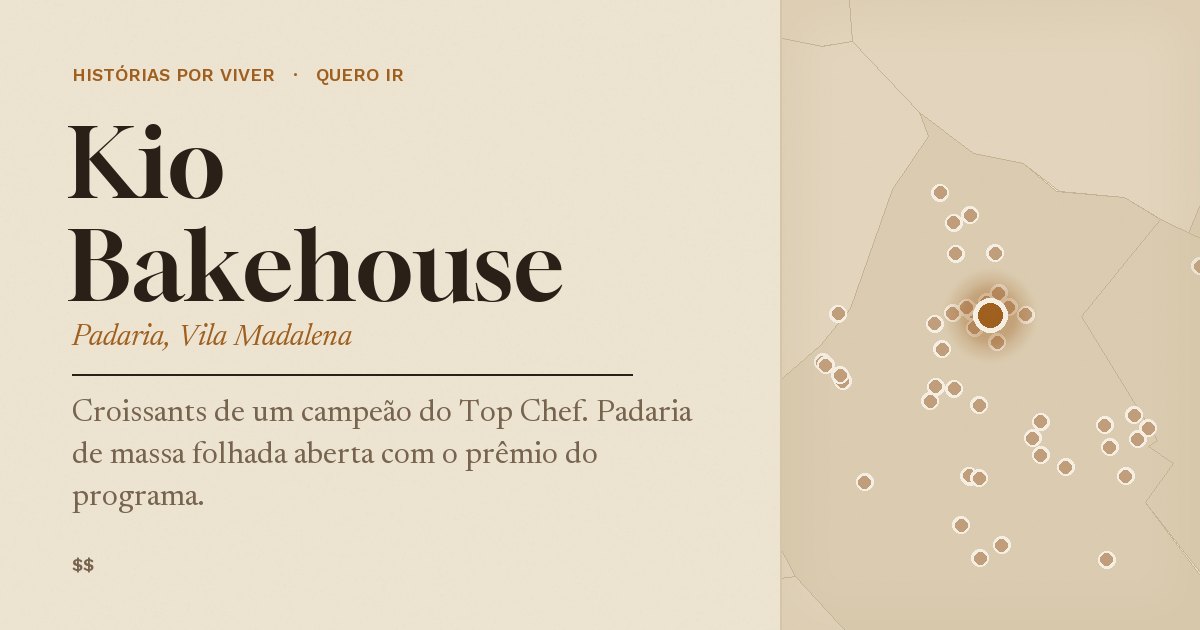 HISTÓRIAS POR VIVER · QUERO IR
Kio
Bakehouse
Padaria, Vila Madalena
Croissants de um campeão do Top Chef. Padaria
de massa folhada aberta com o prêmio do
programa.
$$